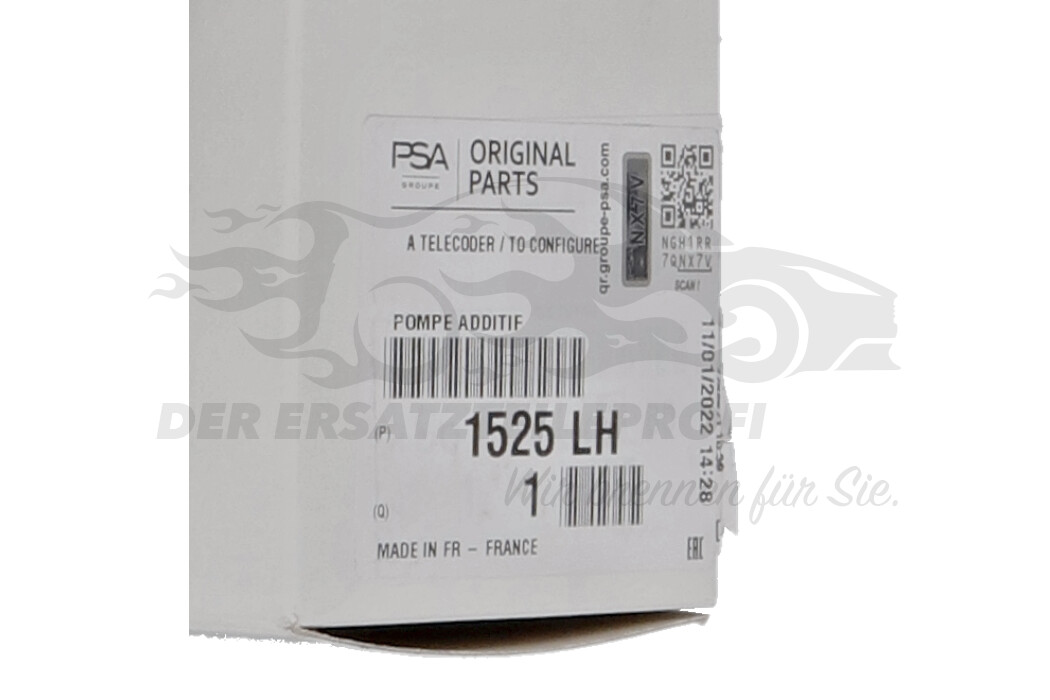 PSA
GROUPE
ORIGINAL
PARTS
A TELECODER / TO CONFIGURE
qr.groupe-psa.com
NX7V
NGH1RR
7QNX7V
SCAN !
POMPE ADDITIF
11/01/2022 14:28
DER ERSATZTEILEPROFI
(P)
1525 LH
Wir brennen für Sie.
(Q)
1
MADE IN FR - FRANCE
EAC